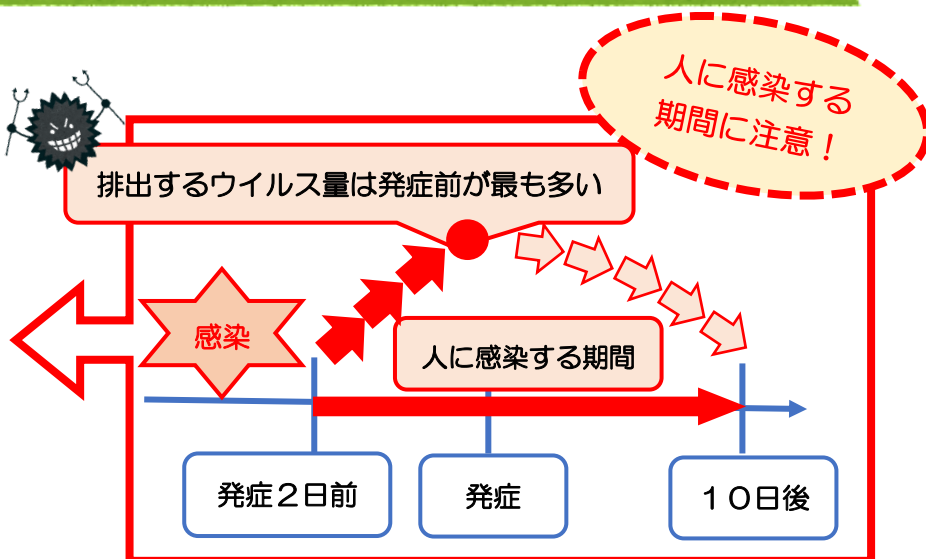 人に感染する
期間に注意！
排出するウイルス量は発症前が最も多い
感染
人に感染する期間
発症２日前
発症
１０日後